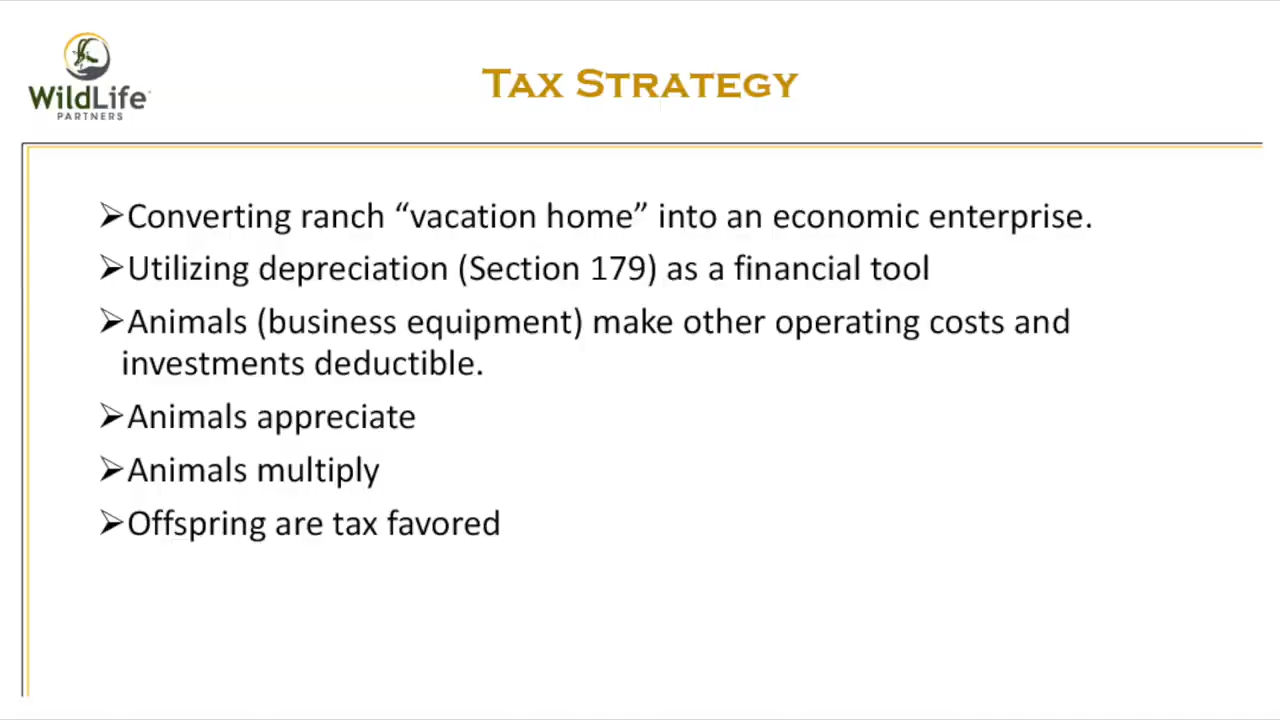 WildLife
PARTNERS
TAX STRATEGY
➢Converting ranch “vacation home” into an economic enterprise.
➢Utilizing depreciation (Section 179) as a financial tool
➢Animals (business equipment) make other operating costs and
investments deductible.
➢Animals appreciate
➢Animals multiply
➢Offspring are tax favored